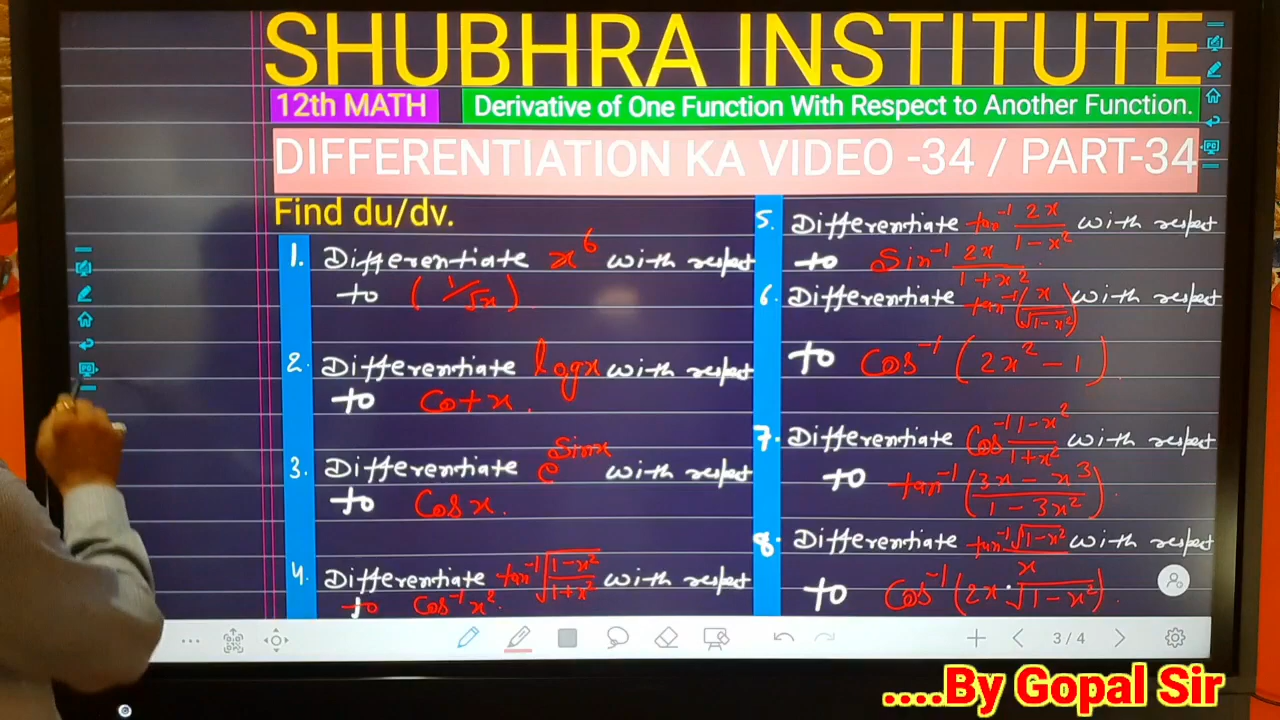 SHUBHRA INSTITUTE
12th MATH
Derivative of One Function With Respect to Another Function.
DIFFERENTIATION KA VIDEO -34 / PART-34
Find du/dv.
1. Differentiate x⁶ with respect
to (1/√x)
2. Differentiate logx with respect
to Cotx.
3. Differentiate e^sinx with respect
to Cosx.
4. Differentiate tan⁻¹√((1-x²)/(1+x²)) with respect
to Cos⁻¹x².
5. Differentiate tan⁻¹ 2x/(1-x²) with respect
to Sin⁻¹ 2x/(1+x²).
6. Differentiate tan⁻¹(x/√(1-x²)) with respect
to Cos⁻¹(2x²-1).
7. Differentiate Cos⁻¹ (1-x²)/(1+x²) with respect
to tan⁻¹((3x-x³)/(1-3x²)).
8. Differentiate tan⁻¹ √(1-x²)/x with respect
to Cos⁻¹(2x·√(1-x²)).
3/4
....By Gopal Sir